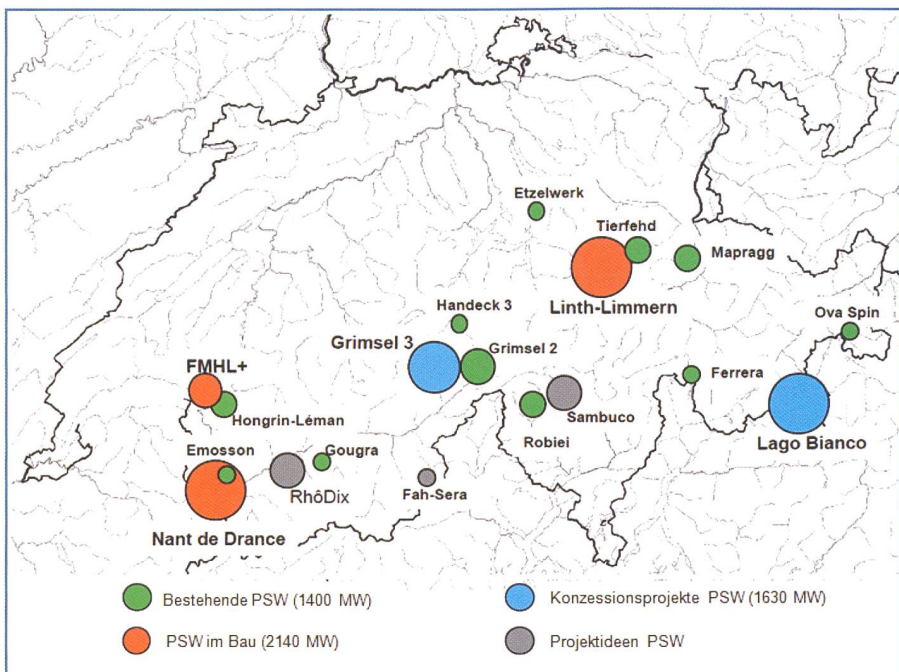 Etzelwerk
Tierfehd
Mapragg
Linth-Limmern
Handeck 3
Ova Spin
Grimsel 3
Grimsel 2
FMHL+
Ferrera
Hongrin-Léman
Sambuco
Robiei
Lago Bianco
Emosson
Gougra
RhôDix
Fah-Sera
Nant de Drance
Bestehende PSW (1400 MW)
Konzessionsprojekte PSW (1630 MW)
PSW im Bau (2140 MW)
Projektideen PSW